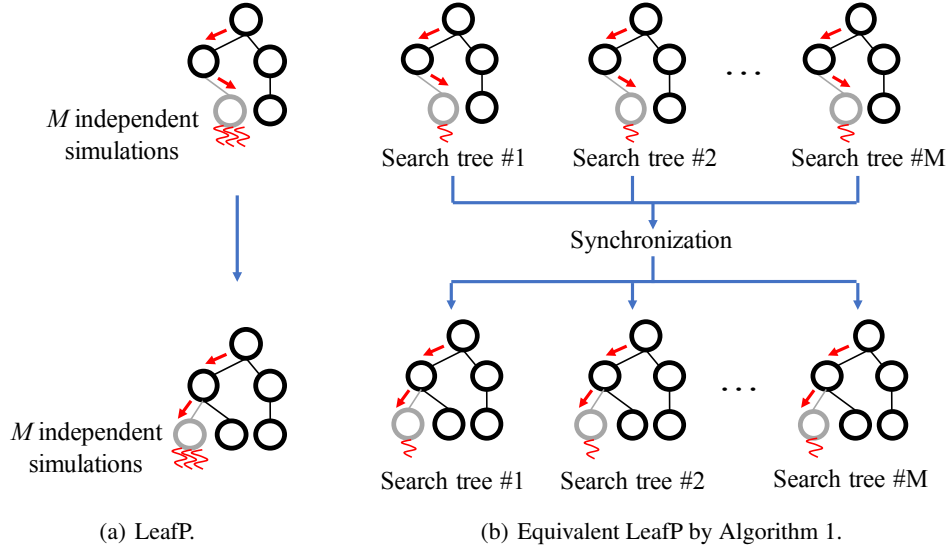 M independent
simulations
Search tree #1 Search tree #2 Search tree #M
. . .
Synchronization
. . .
M independent
simulations
Search tree #1 Search tree #2 Search tree #M
(a) LeafP. (b) Equivalent LeafP by Algorithm 1.